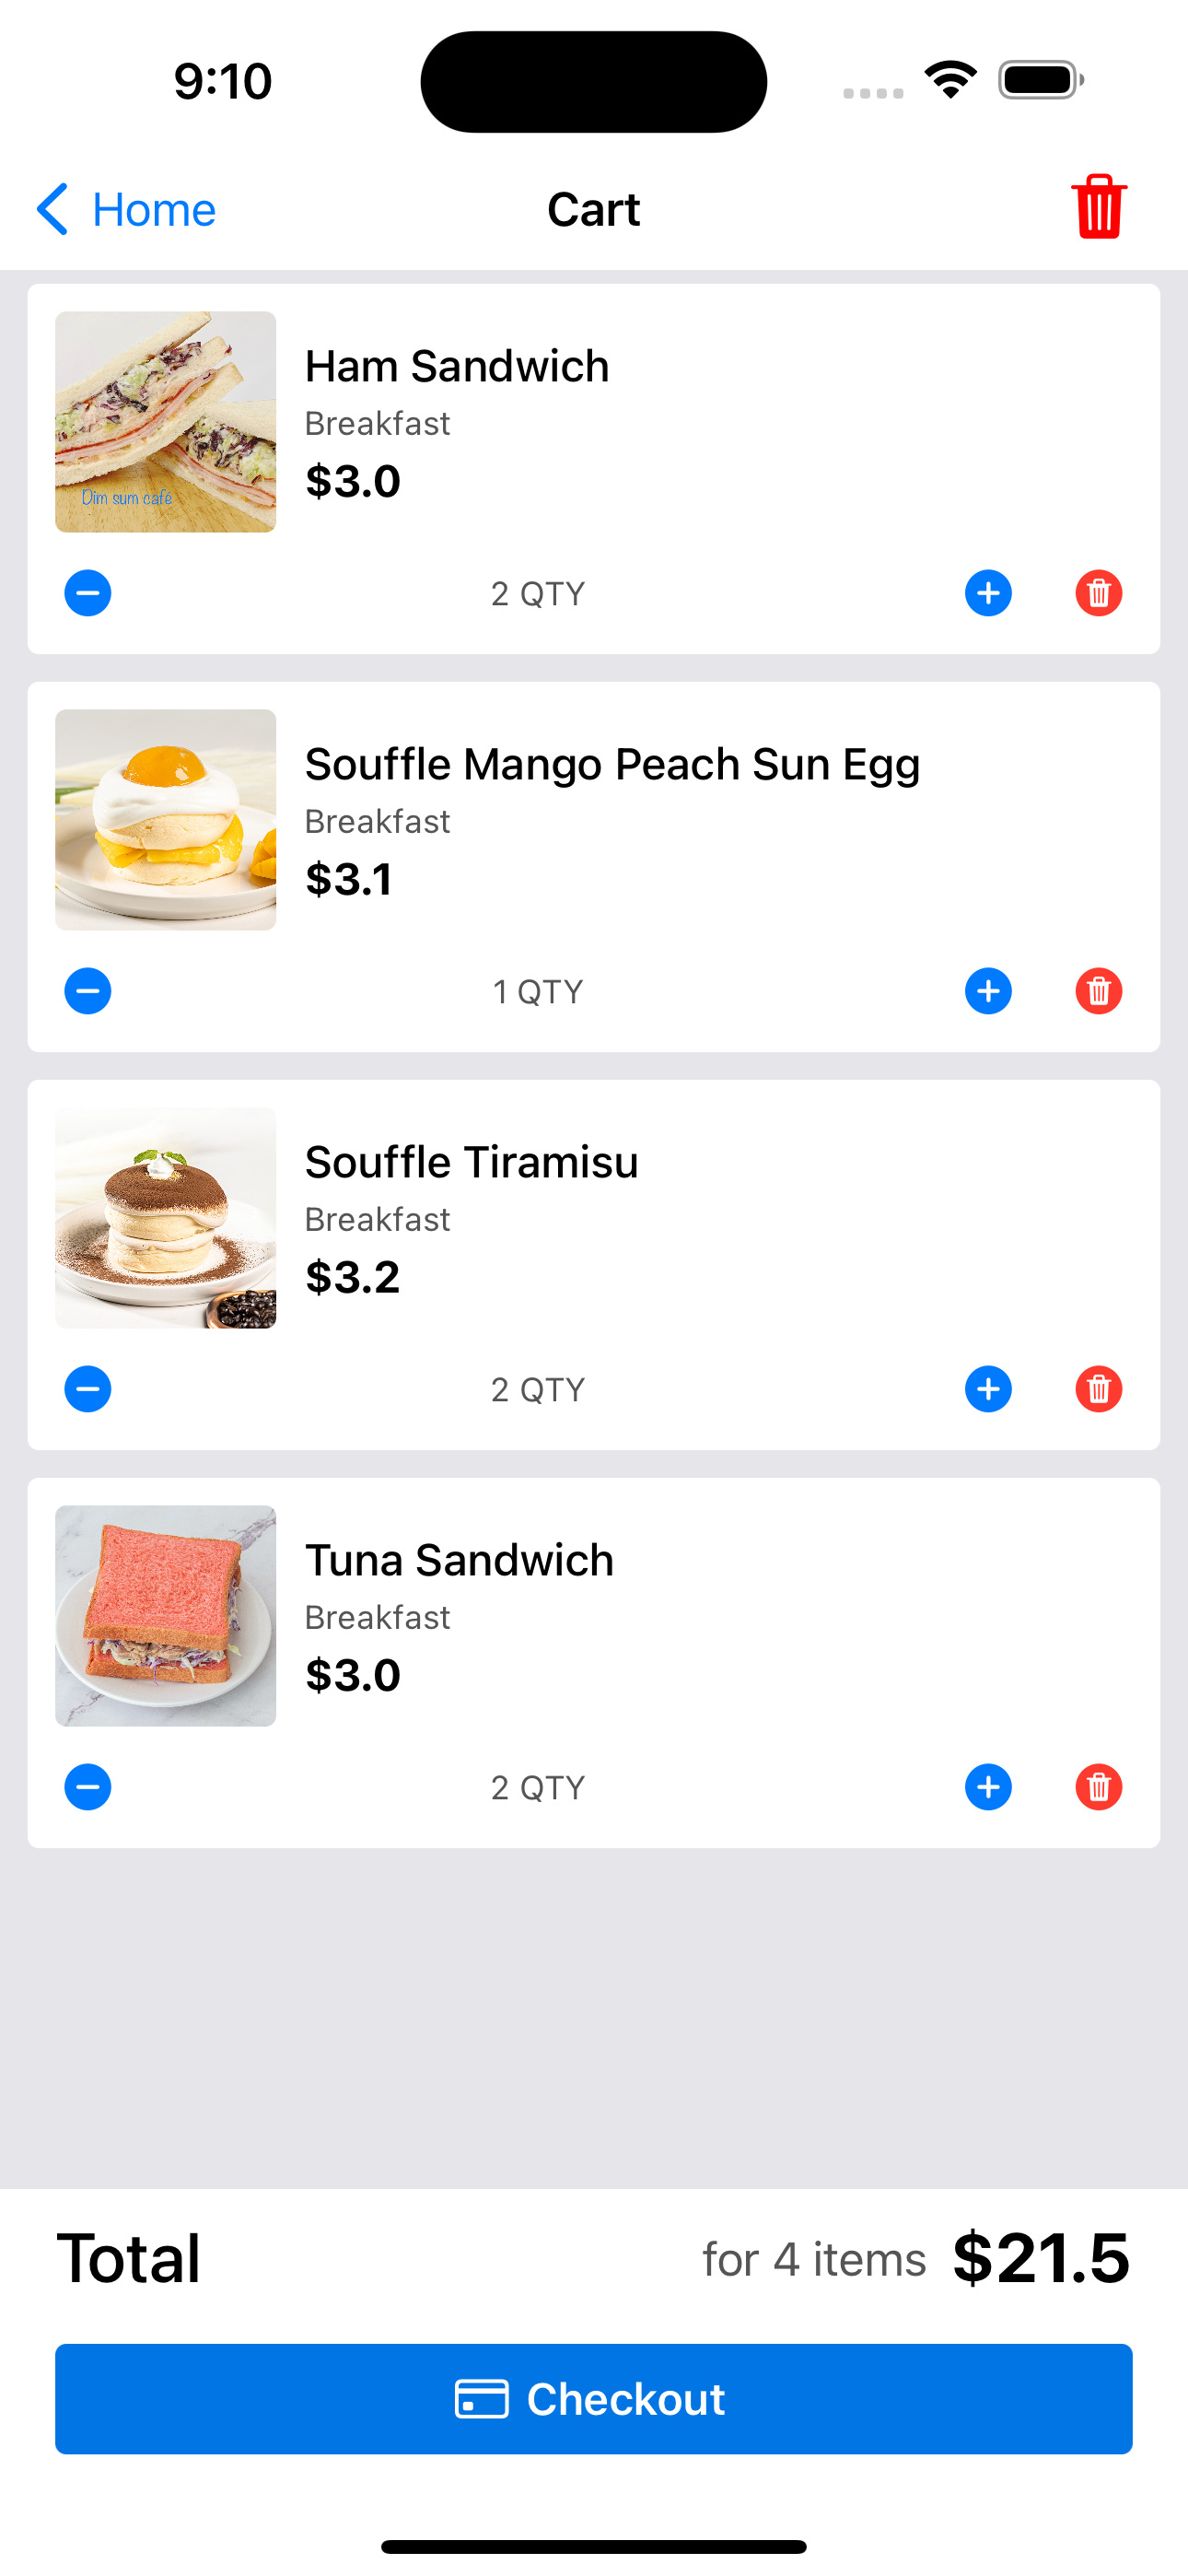 9:10
Home
Cart
Ham Sandwich
Breakfast
$3.0
Dim sum café
2 QTY
Souffle Mango Peach Sun Egg
Breakfast
$3.1
1 QTY
Souffle Tiramisu
Breakfast
$3.2
2 QTY
Tuna Sandwich
Breakfast
$3.0
2 QTY
Total for 4 items $21.5
Checkout